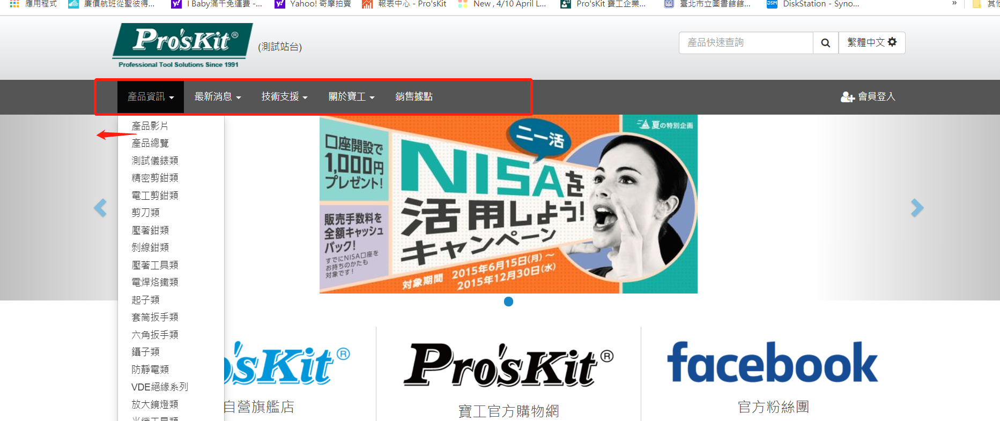 應用程式 廉價航班從聖彼得... I Baby滿千免運費 -... Yahoo! 奇摩拍賣 報表中心 - Pro'sKit New , 4/10 April L... Pro'sKit 寶工企業... 臺北市立圖書館館... DSM DiskStation - Syno... » 其他
Pro'sKit®
Professional Tool Solutions Since 1991
(測試站台)
產品快速查詢
繁體中文
產品資訊 最新消息 技術支援 關於寶工 銷售據點 會員登入
產品影片
產品總覽
測試儀錶類
精密剪鉗類
電工剪鉗類
剪刀類
壓著鉗類
剝線鉗類
壓著工具類
電焊烙鐵類
起子類
套筒扳手類
六角扳手類
鑷子類
防靜電類
VDE絕緣系列
放大鏡燈類
光纖工具類
夏の特別企画
二一活
口座開設で
1,000円
プレゼント!
NISAを
活用しよう!
キャンペーン
販売手数料を
全額キャッシュ
バック!
すでにNISA口座を
お持ちのかたも
対象です!
対象期間
2015年6月15日(月)～
2015年12月30日(水)
o'sKit®
自營旗艦店
Pro'sKit®
寶工官方購物網
facebook
官方粉絲團